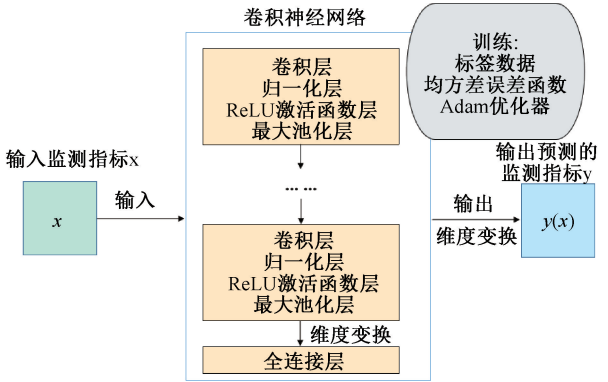 卷积神经网络
训练:
标签数据
均方差误差函数
Adam优化器
卷积层
归一化层
ReLU激活函数层
最大池化层
输入监测指标x
x
输入
... ...
卷积层
归一化层
ReLU激活函数层
最大池化层
维度变换
全连接层
输出
维度变换
输出预测的
监测指标y
y(x)